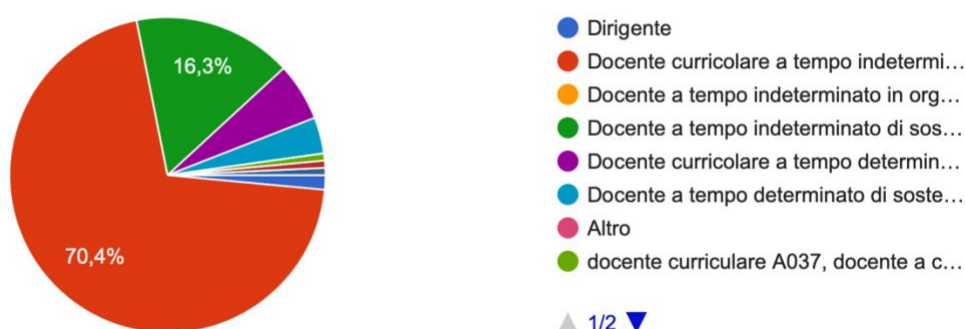 16,3%
70,4%
Dirigente
Docente curricolare a tempo indetermi...
Docente a tempo indeterminato in org...
Docente a tempo indeterminato di sos...
Docente curricolare a tempo determin...
Docente a tempo determinato di soste...
Altro
docente curriculare A037, docente a c...
1/2